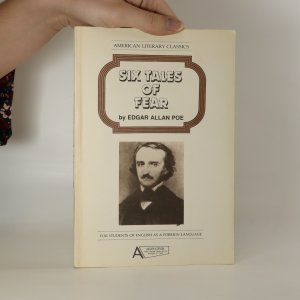 AMERICAN LITERARY CLASSICS
SIX TALES
OF
FEAR
by EDGAR ALLAN POE
FOR STUDENTS OF ENGLISH AS A FOREIGN LANGUAGE
A